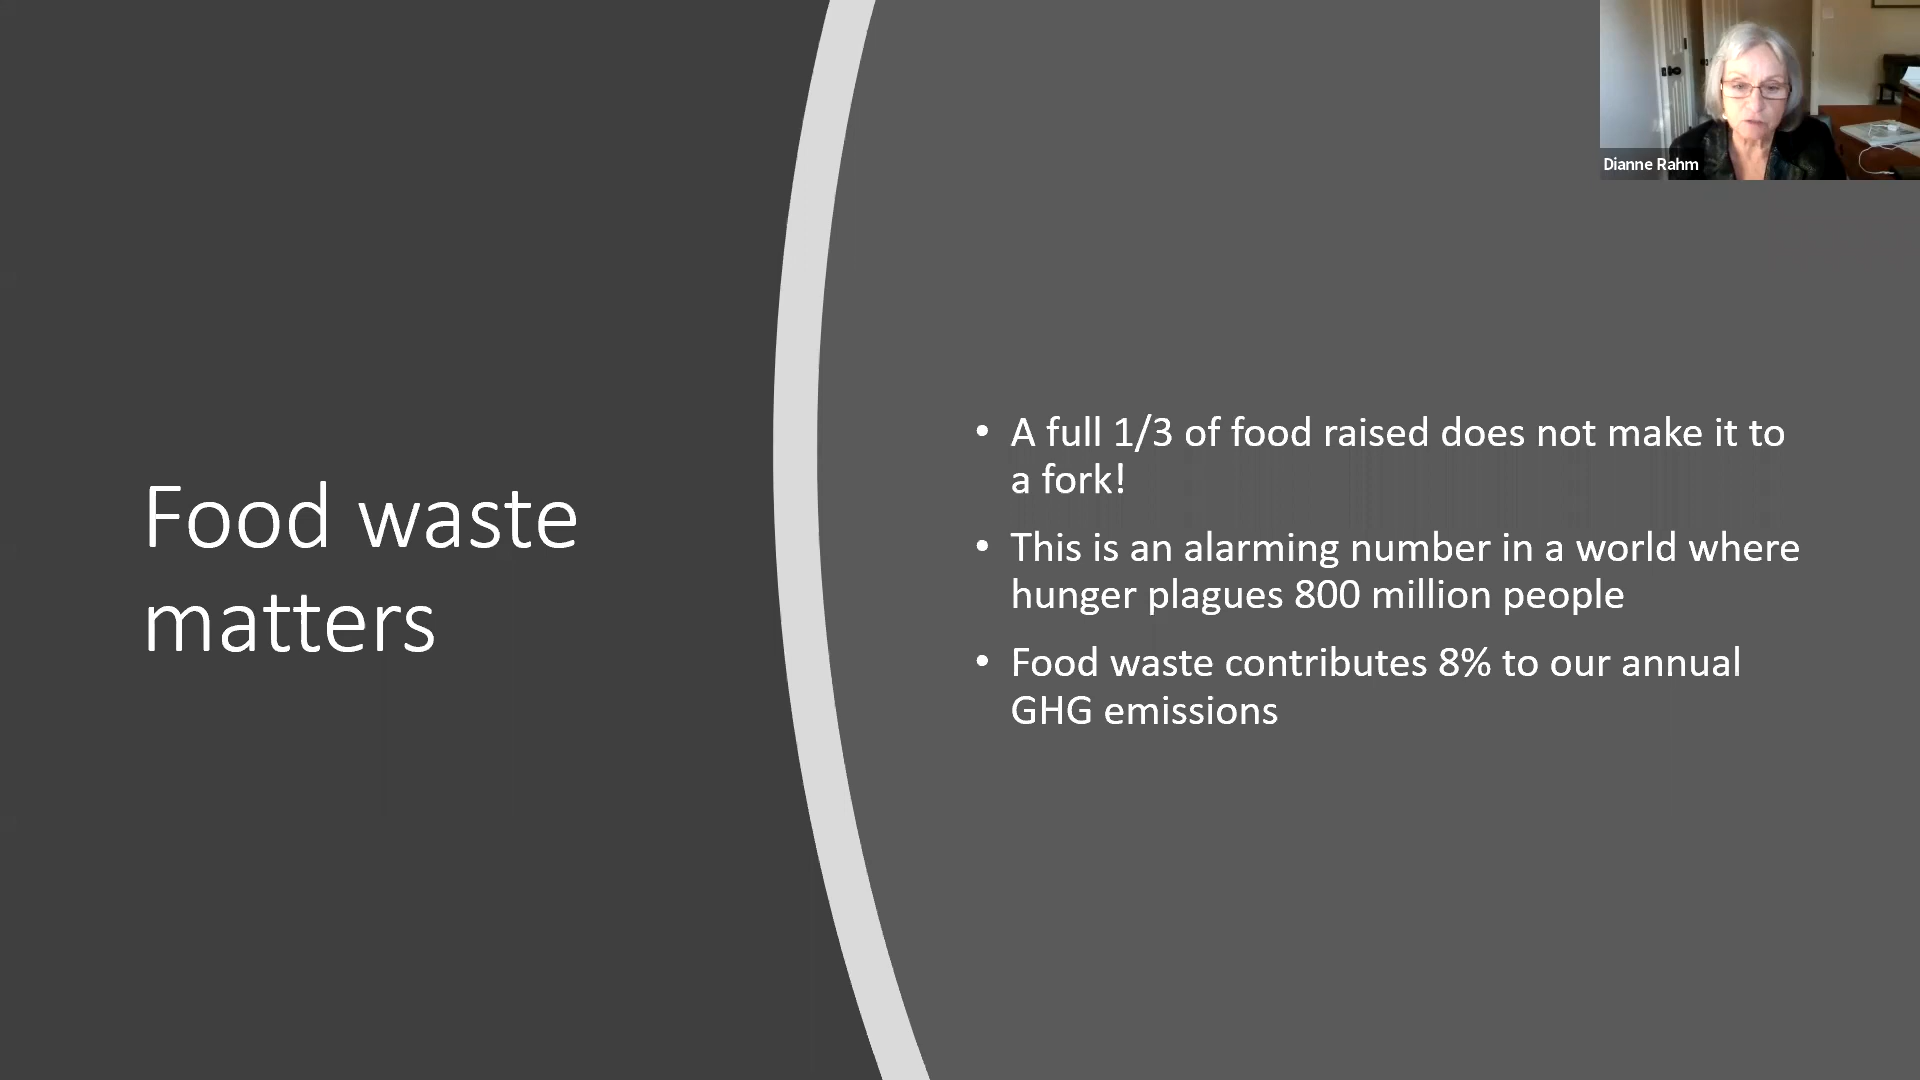 Food waste
matters
• A full 1/3 of food raised does not make it to
a fork!
• This is an alarming number in a world where
hunger plagues 800 million people
• Food waste contributes 8% to our annual
GHG emissions
Dianne Rahm